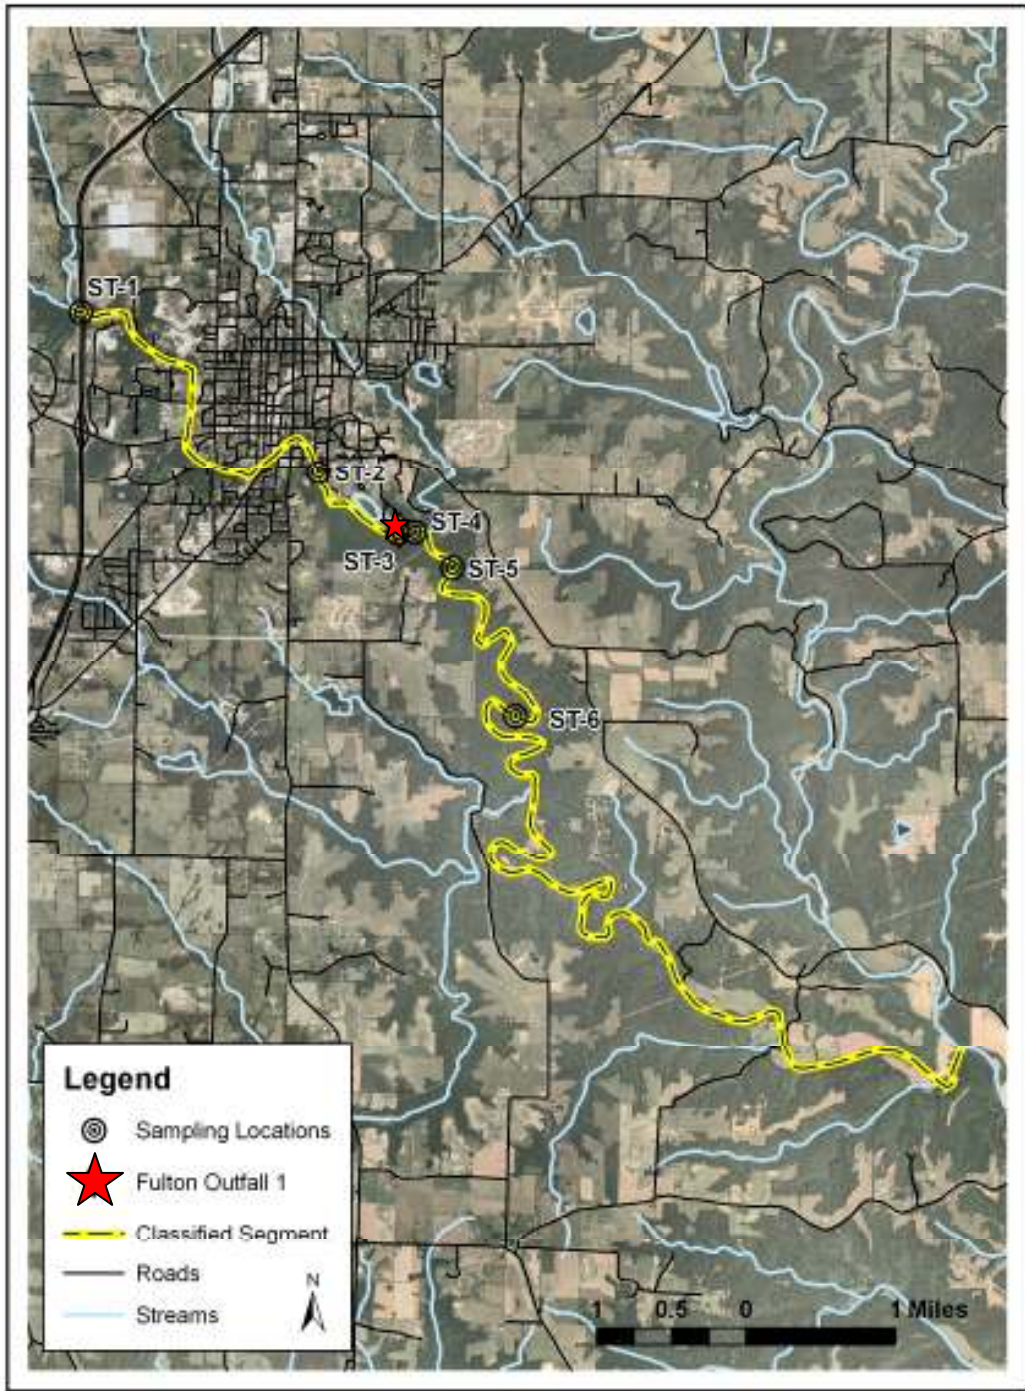 ST-1
ST-2
ST-4
ST-3
ST-5
ST-6
Legend
Sampling Locations
Fulton Outfall 1
Classified Segment
Roads
Streams
N
1 0.5 0 1 Miles